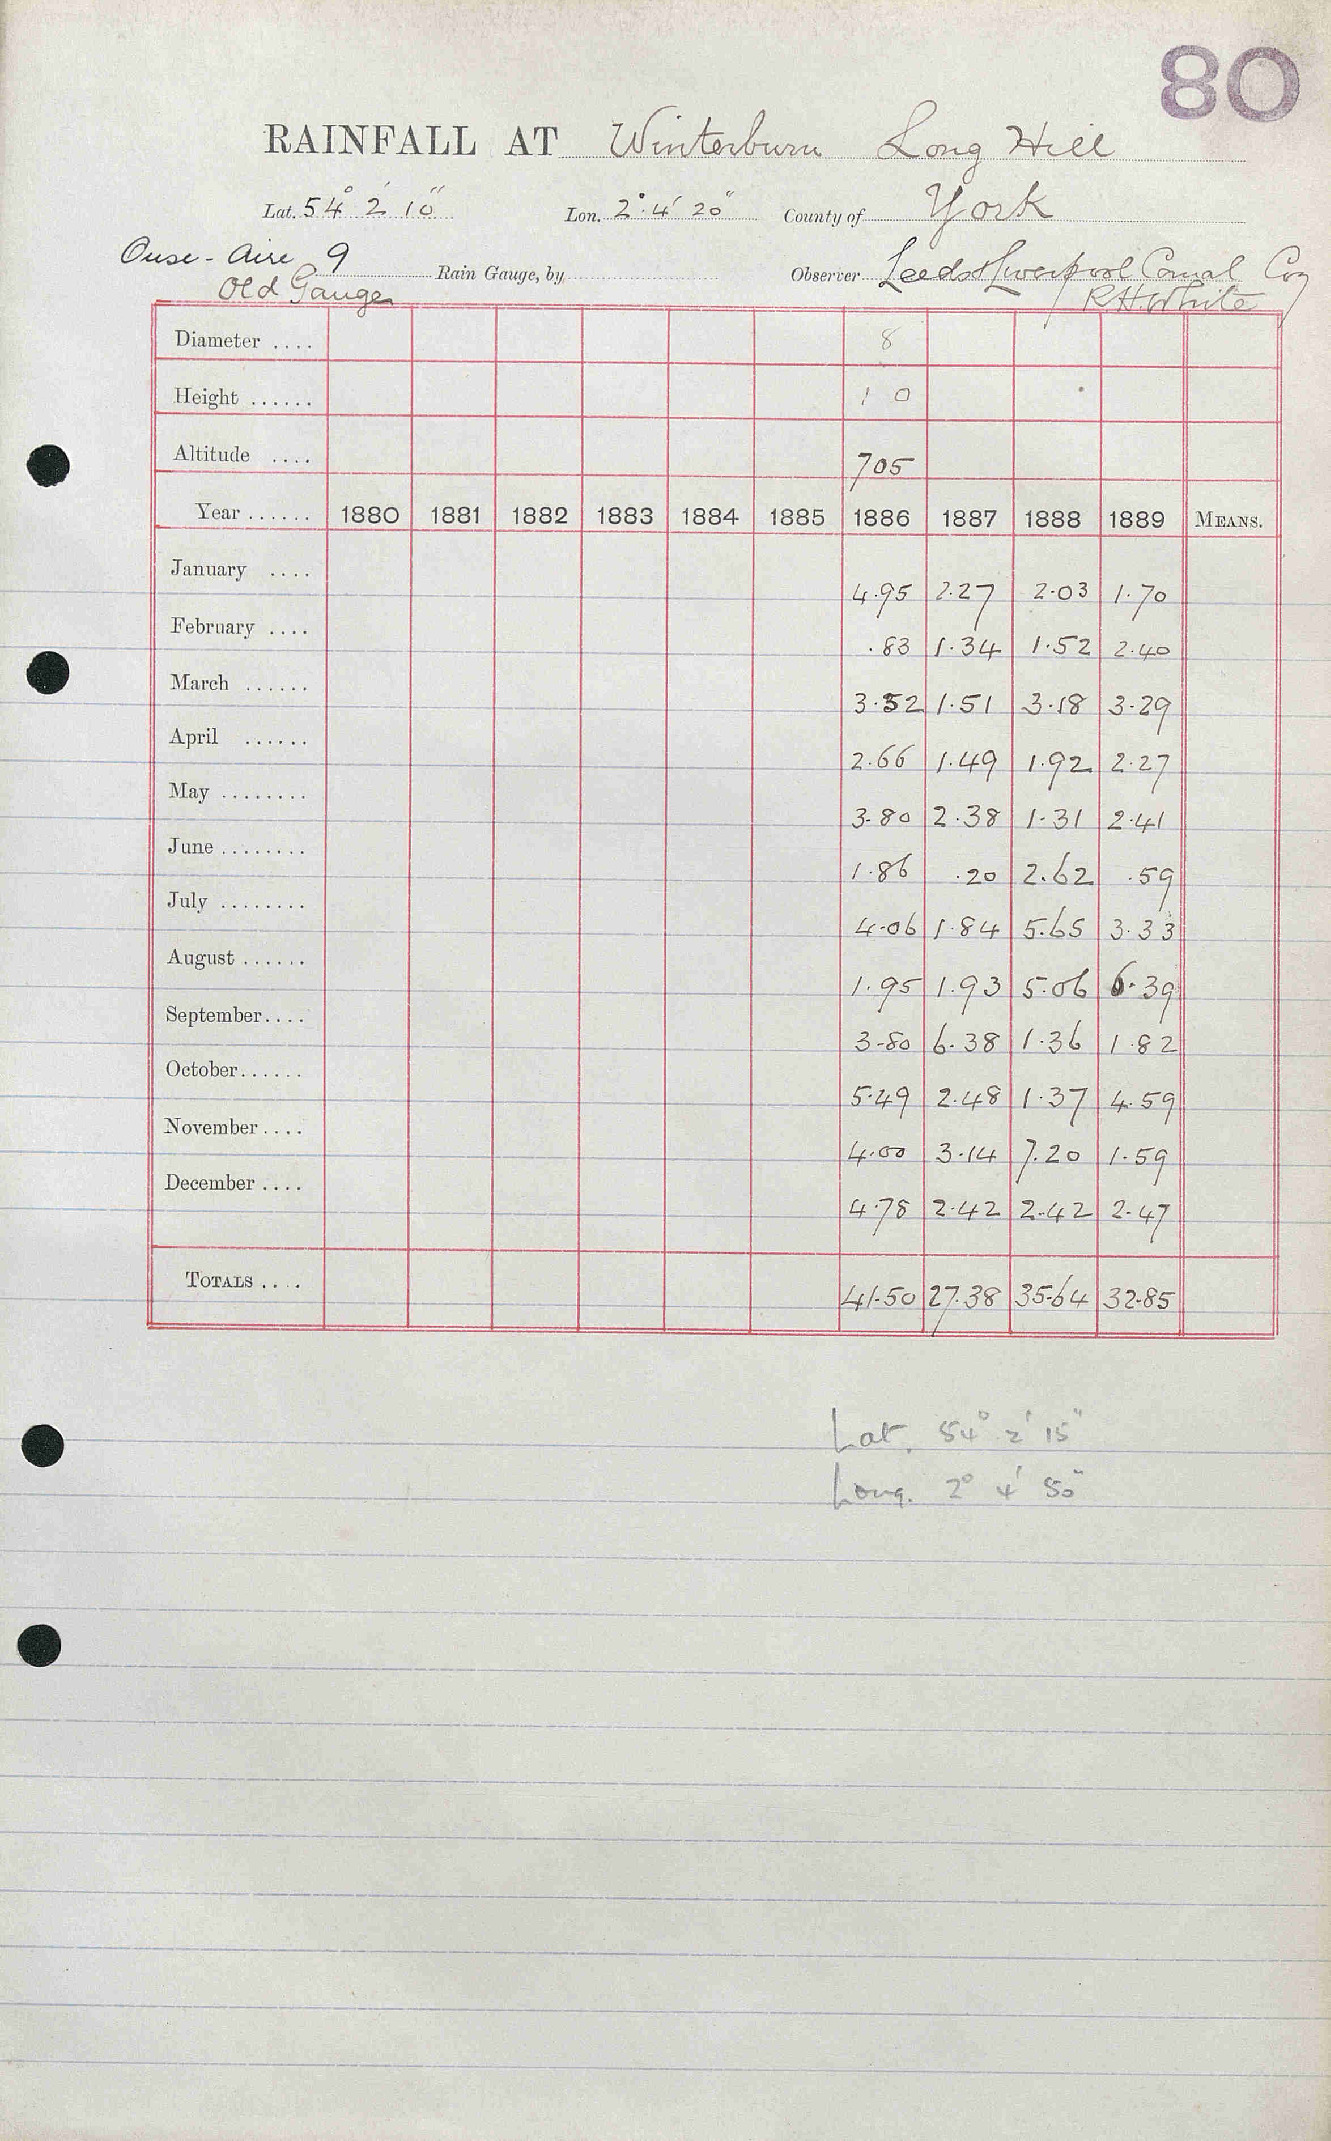 80
RAINFALL AT Winterburn Long Hill
Lat. 54° 2' 10" Lon. 2° 4' 20" County of York
Ouse - Aire 9 Rain Gauge, by Observer Leeds & Liverpool Canal Coy
Old Gauge R.H. White
Diameter .... 8
Height ...... 1 0
Altitude .... 705
Year ...... 1880 1881 1882 1883 1884 1885 1886 1887 1888 1889 MEANS.
January .... 4.95 2.27 2.03 1.70
February .... .83 1.34 1.52 2.40
March ...... 3.52 1.51 3.18 3.29
April ...... 2.66 1.49 1.92 2.27
May ........ 3.80 2.38 1.31 2.41
June ........ 1.86 .20 2.62 .59
July ........ 4.06 1.84 5.65 3.33
August ...... 1.95 1.93 5.06 6.39
September .... 3.80 6.38 1.36 1.82
October ...... 5.49 2.48 1.37 4.59
November .... 4.00 3.14 7.20 1.59
December .... 4.78 2.42 2.42 2.47
TOTALS .... 41.50 27.38 35.64 32.85
Lat. 54° 2' 15"
Long. 2° 4' 50"